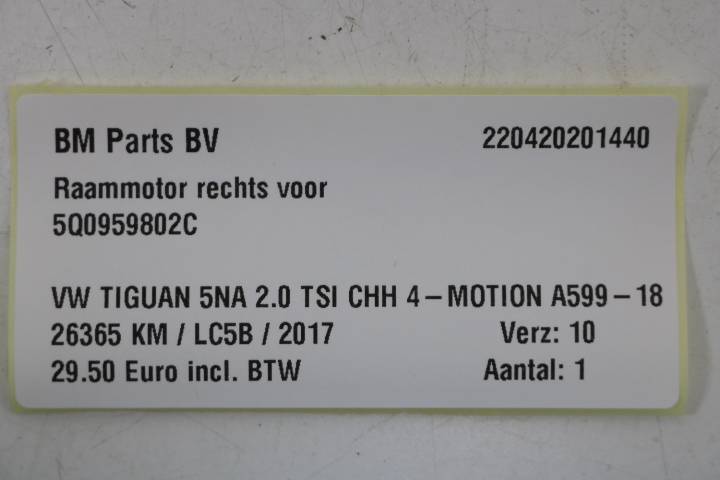 BM Parts BV 220420201440
Raammotor rechts voor
5Q0959802C
VW TIGUAN 5NA 2.0 TSI CHH 4-MOTION A599-18
26365 KM / LC5B / 2017 Verz: 10
29.50 Euro incl. BTW Aantal: 1